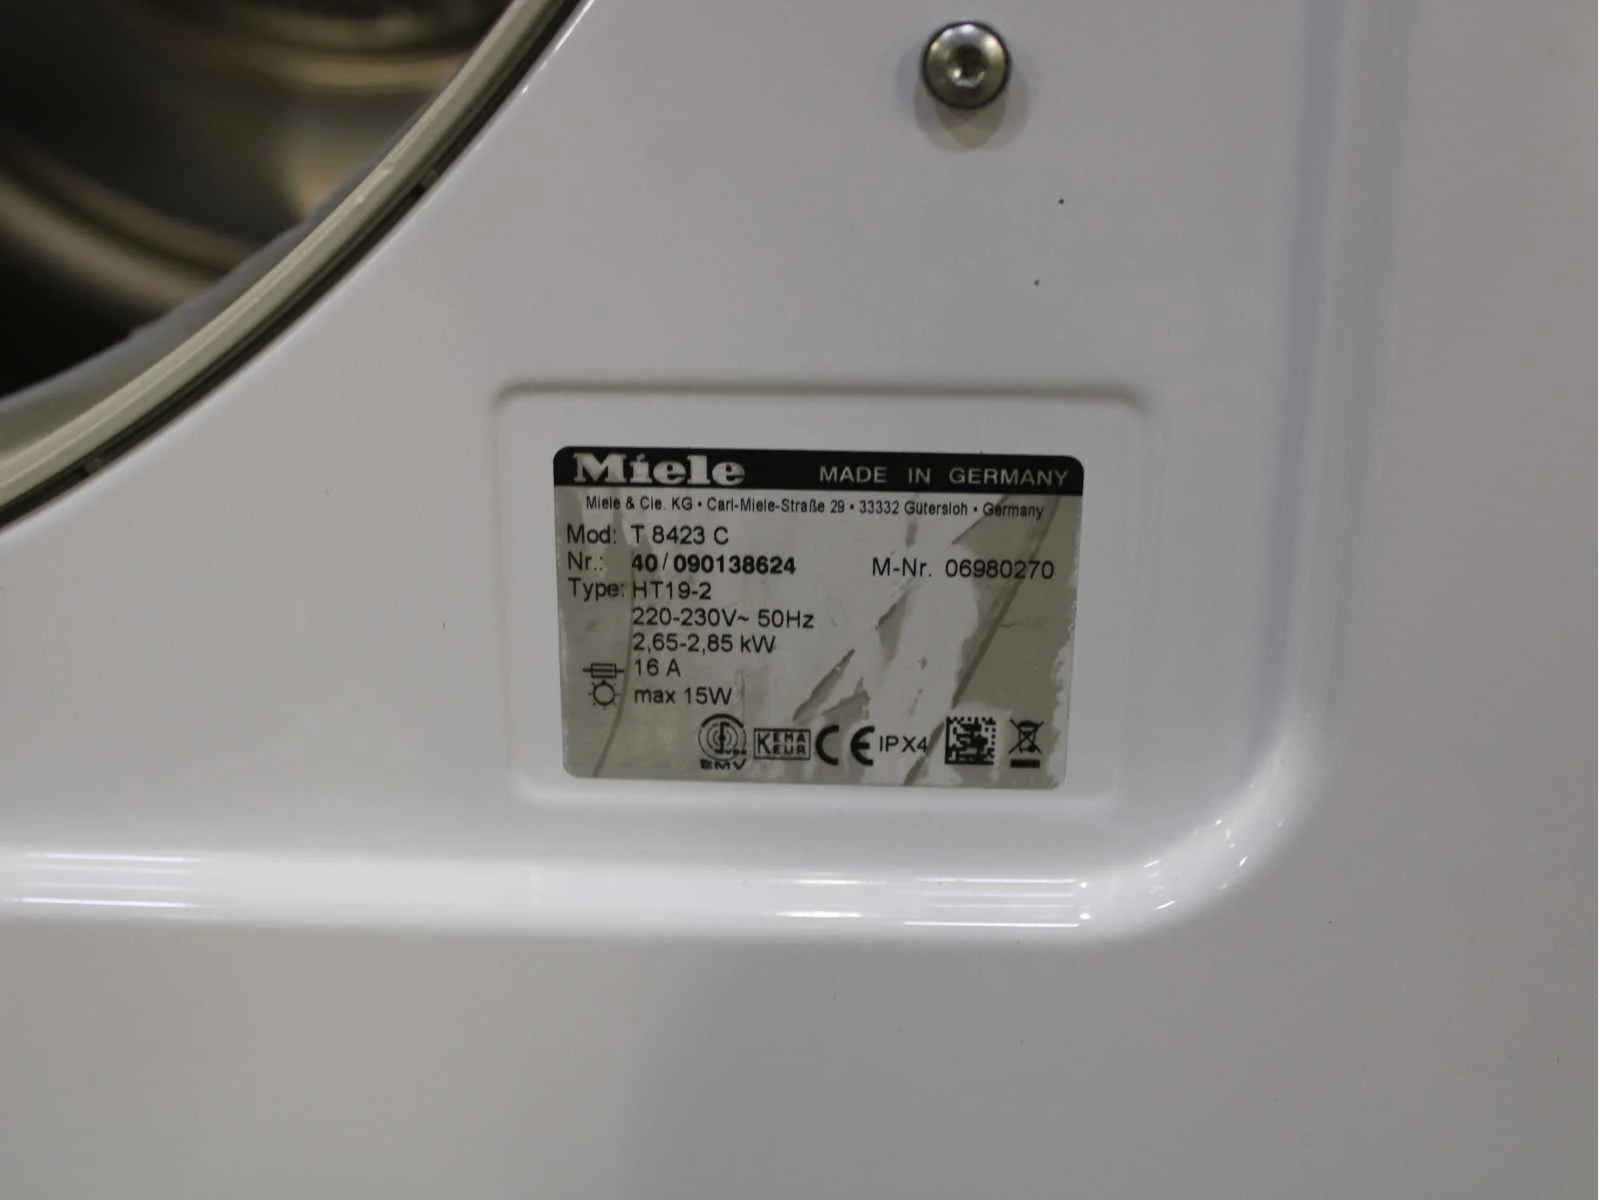 Miele MADE IN GERMANY
Miele & Cie. KG • Carl-Miele-Straße 29 • 33332 Gütersloh • Germany
Mod: T 8423 C
Nr.: 40/090138624 M-Nr. 06980270
Type: HT19-2
220-230V~ 50Hz
2,65-2,85 kW
16 A
max 15W
EMV KEMA KEUR CE IPX4